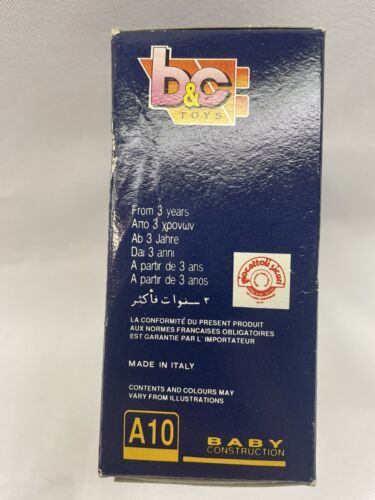 b&c
TOYS
From 3 years
Απο 3 χρονων
Ab 3 Jahre
Dai 3 anni
A partir de 3 ans
A partir de 3 anos
٣ سنوات فأكثر
giocattoli sicuri
LA CONFORMITÉ DU PRESENT PRODUIT
AUX NORMES FRANCAISES OBLIGATOIRES
EST GARANTIE PAR L' IMPORTATEUR
MADE IN ITALY
CONTENTS AND COLOURS MAY
VARY FROM ILLUSTRATIONS
A10
BABY
CONSTRUCTION